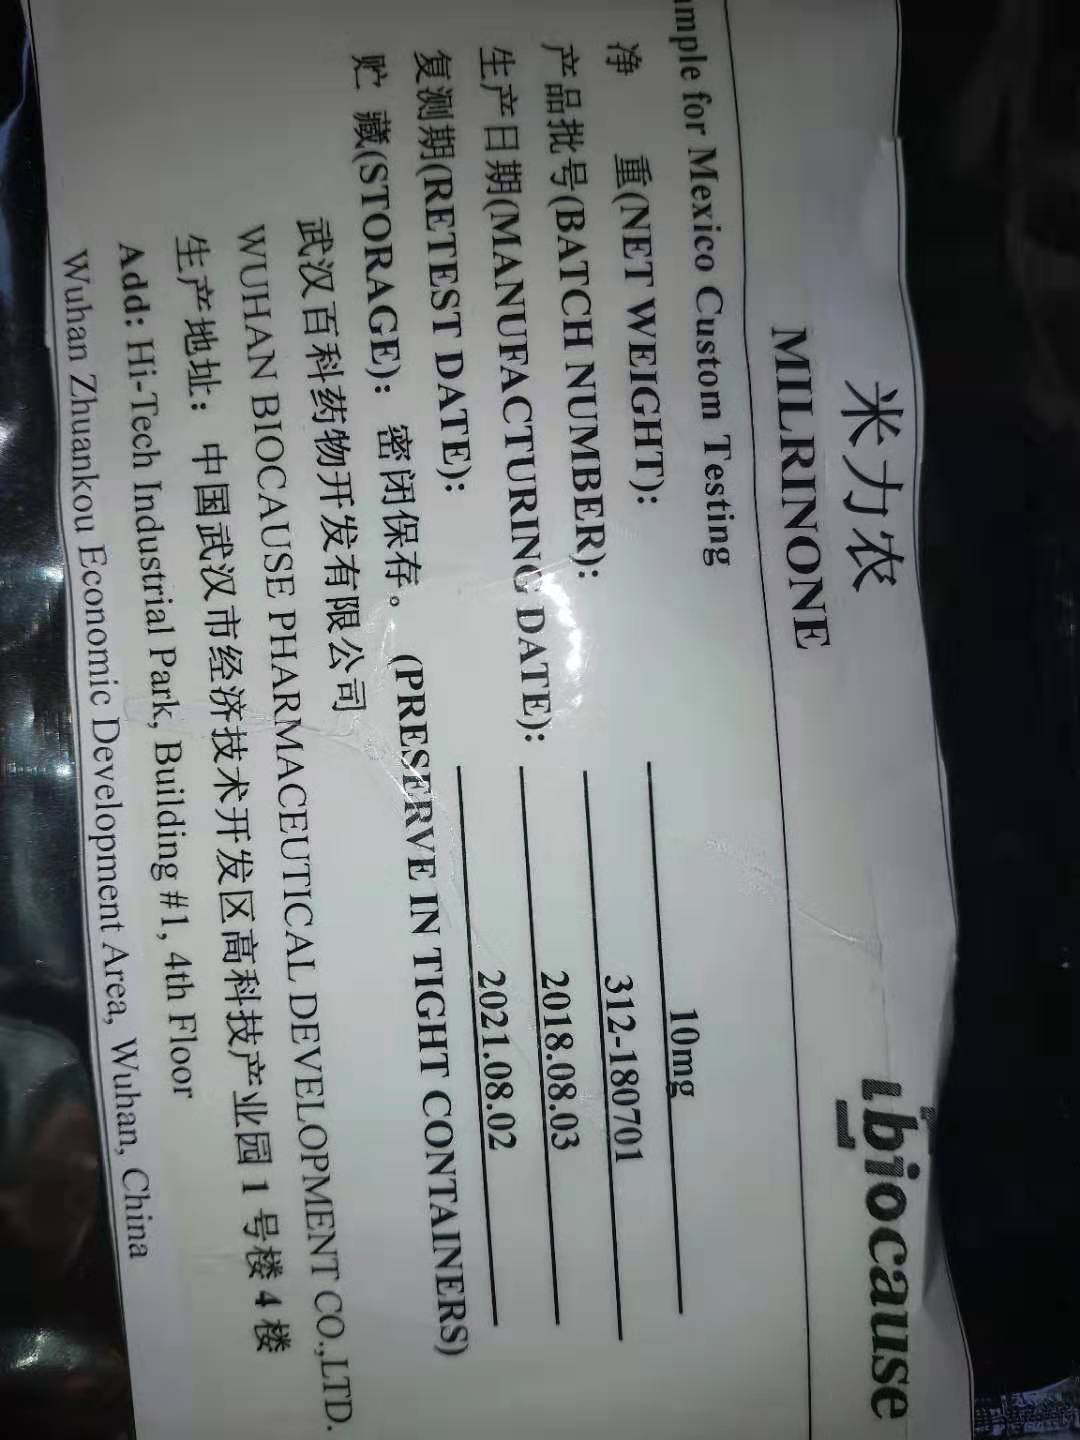 米力农
biocause
MILRINONE
mple for Mexico Custom Testing
净 重(NET WEIGHT): 10mg
产品批号(BATCH NUMBER): 312-180701
生产日期(MANUFACTURING DATE): 2018.08.03
复测期(RETEST DATE): 2021.08.02
贮 藏(STORAGE): 密闭保存。 (PRESERVE IN TIGHT CONTAINERS)
武汉百科药物开发有限公司
WUHAN BIOCAUSE PHARMACEUTICAL DEVELOPMENT CO.,LTD.
生产地址: 中国武汉市经济技术开发区高科技产业园 1 号楼 4 楼
Add: Hi-Tech Industrial Park, Building #1, 4th Floor
Wuhan Zhuankou Economic Development Area, Wuhan, China